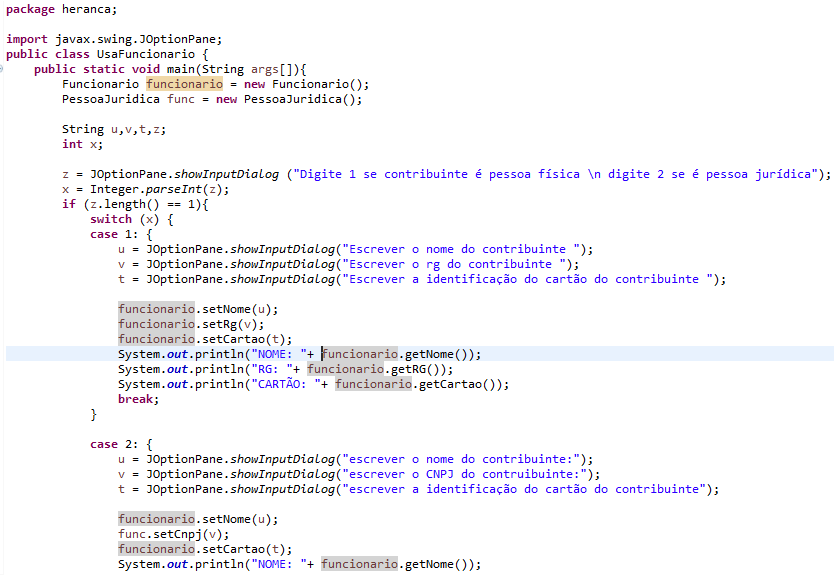 package heranca;
import javax.swing.JOptionPane;
public class UsaFuncionario {
public static void main(String args[]){
Funcionario funcionario = new Funcionario();
PessoaJuridica func = new PessoaJuridica();
String u,v,t,z;
int x;
z = JOptionPane.showInputDialog ("Digite 1 se contribuinte é pessoa física \n digite 2 se é pessoa jurídica");
x = Integer.parseInt(z);
if (z.length() == 1){
switch (x) {
case 1: {
u = JOptionPane.showInputDialog("Escrever o nome do contribuinte ");
v = JOptionPane.showInputDialog("Escrever o rg do contribuinte ");
t = JOptionPane.showInputDialog("Escrever a identificação do cartão do contribuinte ");
funcionario.setNome(u);
funcionario.setRg(v);
funcionario.setCartao(t);
System.out.println("NOME: "+ funcionario.getNome());
System.out.println("RG: "+ funcionario.getRG());
System.out.println("CARTÃO: "+ funcionario.getCartao());
break;
}
case 2: {
u = JOptionPane.showInputDialog("escrever o nome do contribuinte:");
v = JOptionPane.showInputDialog("escrever o CNPJ do contruibuinte:");
t = JOptionPane.showInputDialog("escrever a identificação do cartão do contribuinte");
funcionario.setNome(u);
func.setCnpj(v);
funcionario.setCartao(t);
System.out.println("NOME: "+ funcionario.getNome());